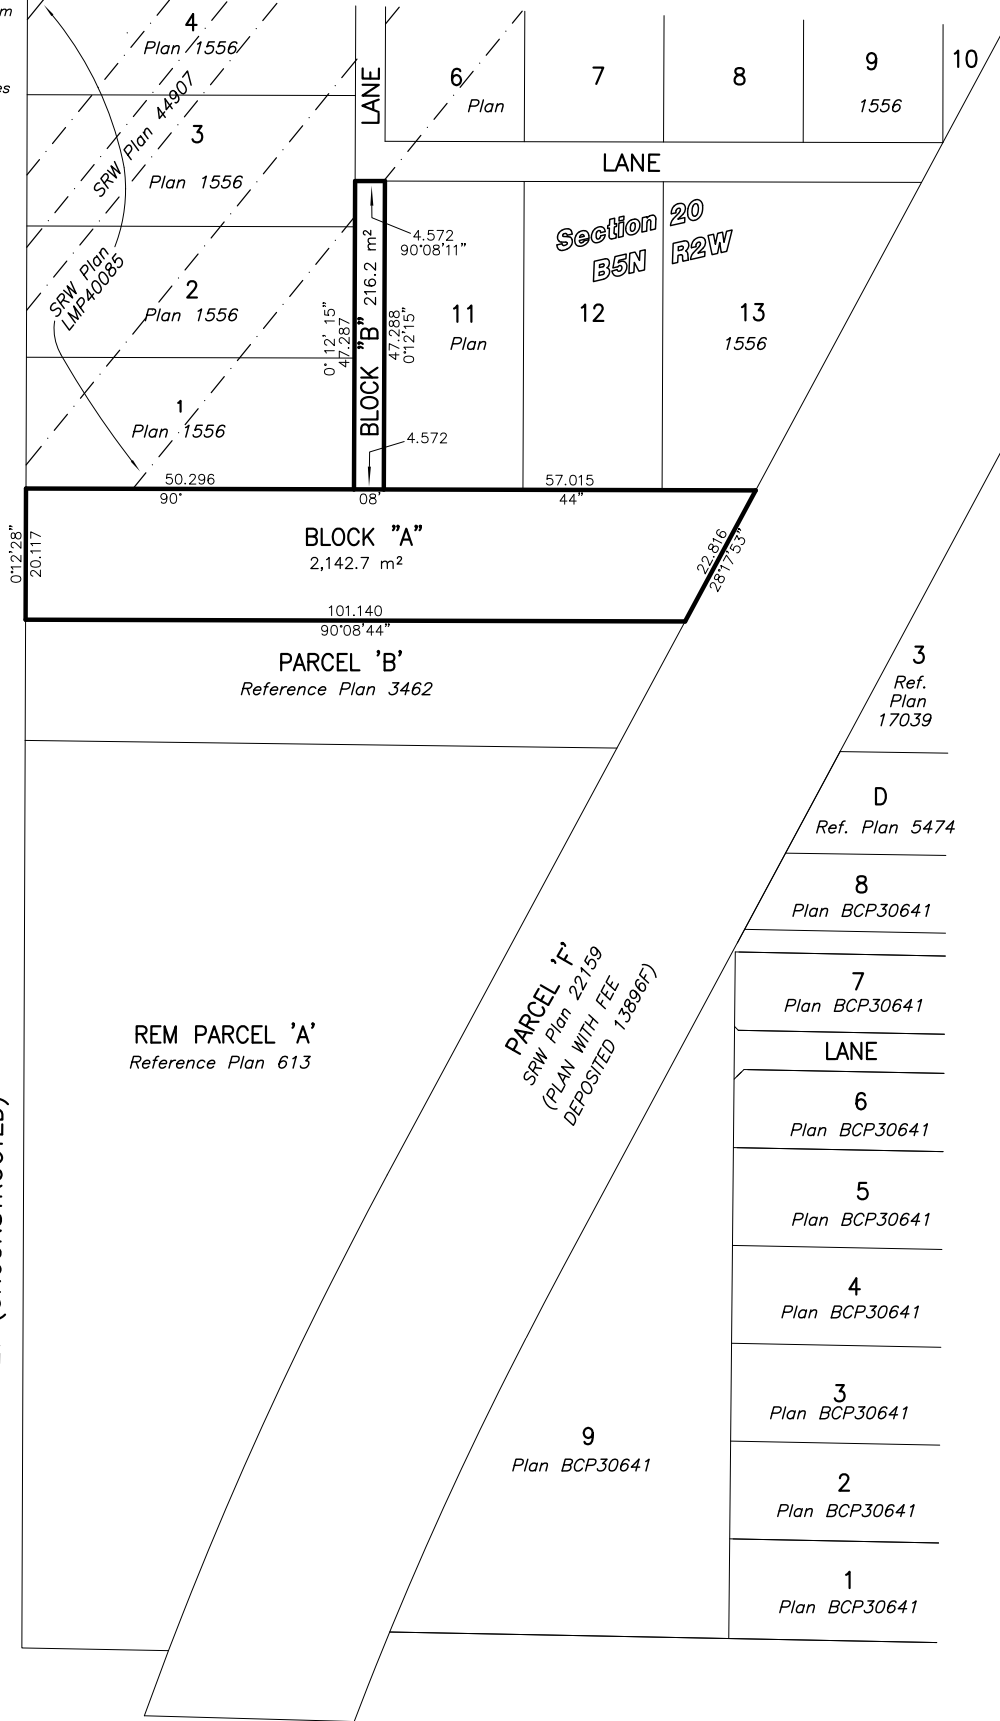 4
Plan 1556
SRW Plan 44907
3
Plan 1556
SRW Plan
LMP40085
2
Plan 1556
1
Plan 1556
LANE
6
Plan
7
8
9
1556
10
LANE
Section 20
B5N R2W
4.572
90°08'11"
BLOCK "B" 216.2 m²
0°12' 15"
47.287
47.288
0°12'15"
4.572
11
Plan
12
13
1556
50.296
57.015
90°
08'
44"
BLOCK "A"
2,142.7 m²
0°12'28"
20.117
22.816
28°17'53"
101.140
90°08'44"
PARCEL 'B'
Reference Plan 3462
3
Ref.
Plan
17039
D
Ref. Plan 5474
8
Plan BCP30641
7
Plan BCP30641
LANE
6
Plan BCP30641
5
Plan BCP30641
4
Plan BCP30641
3
Plan BCP30641
2
Plan BCP30641
1
Plan BCP30641
REM PARCEL 'A'
Reference Plan 613
PARCEL 'F'
SRW Plan 22159
(PLAN WITH FEE
DEPOSITED 13896F)
9
Plan BCP30641